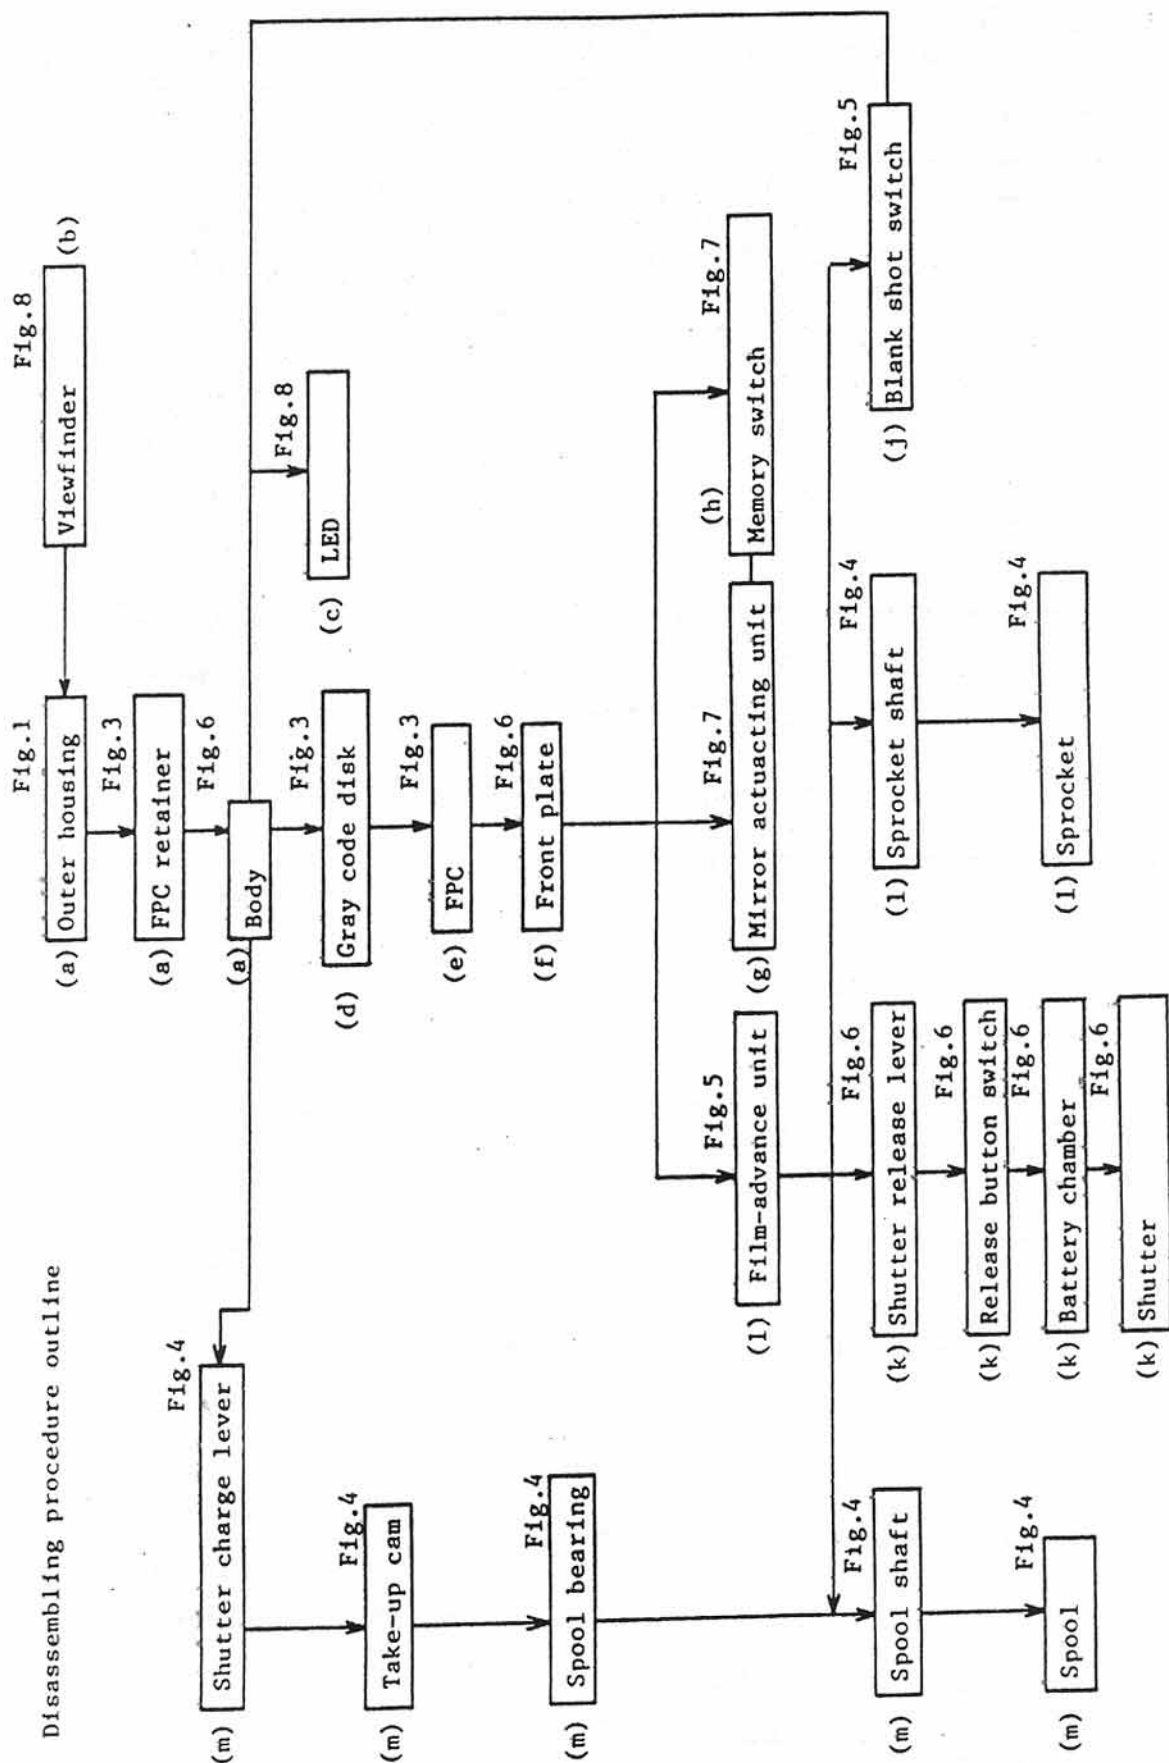 Disassembling procedure outline
Fig.8
Viewfinder
(b)
Fig.1
(a) Outer housing
Fig.3
(a) FPC retainer
Fig.6
(a) Body
Fig.4
(m) Shutter charge lever
Fig.8
(c) LED
Fig.3
(d) Gray code disk
Fig.4
(m) Take-up cam
Fig.3
(e) FPC
Fig.6
(f) Front plate
Fig.4
(m) Spool bearing
Fig.5
(l) Film-advance unit
Fig.7
(g) Mirror actuacting unit
Fig.7
(h) Memory switch
Fig.4
(m) Spool shaft
Fig.6
(k) Shutter release lever
Fig.4
(l) Sprocket shaft
Fig.5
(j) Blank shot switch
Fig.6
(k) Release button switch
Fig.4
(m) Spool
Fig.6
(k) Battery chamber
Fig.4
(l) Sprocket
Fig.6
(k) Shutter